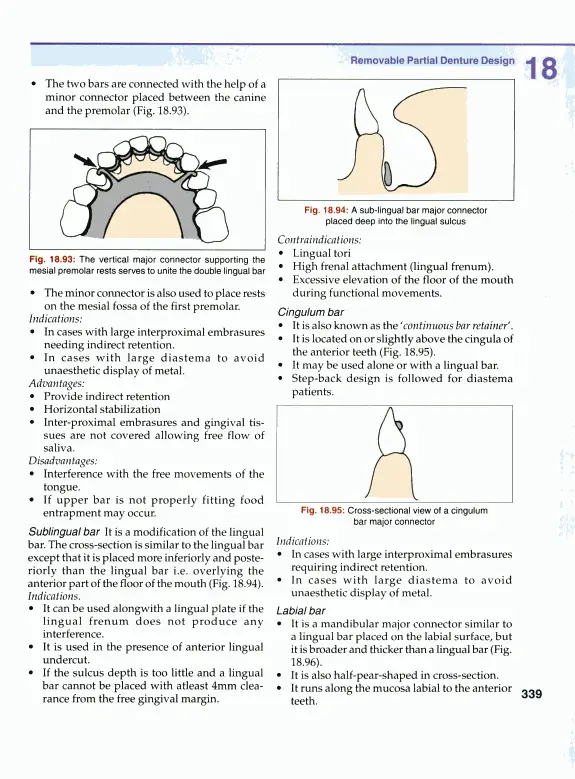 Removable Partial Denture Design
18
• The two bars are connected with the help of a
minor connector placed between the canine
and the premolar (Fig. 18.93).
Fig. 18.93: The vertical major connector supporting the
mesial premolar rests serves to unite the double lingual bar
• The minor connector is also used to place rests
on the mesial fossa of the first premolar.
Indications:
• In cases with large interproximal embrasures
needing indirect retention.
• In cases with large diastema to avoid
unaesthetic display of metal.
Advantages:
• Provide indirect retention
• Horizontal stabilization
• Inter-proximal embrasures and gingival tis-
sues are not covered allowing free flow of
saliva.
Disadvantages:
• Interference with the free movements of the
tongue.
• If upper bar is not properly fitting food
entrapment may occur.
Sublingual bar It is a modification of the lingual
bar. The cross-section is similar to the lingual bar
except that it is placed more inferiorly and poste-
riorly than the lingual bar i.e. overlying the
anterior part of the floor of the mouth (Fig. 18.94).
Indications.
• It can be used alongwith a lingual plate if the
lingual frenum does not produce any
interference.
• It is used in the presence of anterior lingual
undercut.
• If the sulcus depth is too little and a lingual
bar cannot be placed with atleast 4mm clea-
rance from the free gingival margin.
Fig. 18.94: A sub-lingual bar major connector
placed deep into the lingual sulcus
Contraindications:
• Lingual tori
• High frenal attachment (lingual frenum).
• Excessive elevation of the floor of the mouth
during functional movements.
Cingulum bar
• It is also known as the 'continuous bar retainer'.
• It is located on or slightly above the cingula of
the anterior teeth (Fig. 18.95).
• It may be used alone or with a lingual bar.
• Step-back design is followed for diastema
patients.
Fig. 18.95: Cross-sectional view of a cingulum
bar major connector
Indications:
• In cases with large interproximal embrasures
requiring indirect retention.
• In cases with large diastema to avoid
unaesthetic display of metal.
Labial bar
• It is a mandibular major connector similar to
a lingual bar placed on the labial surface, but
it is broader and thicker than a lingual bar (Fig.
18.96).
• It is also half-pear-shaped in cross-section.
• It runs along the mucosa labial to the anterior
teeth.
339